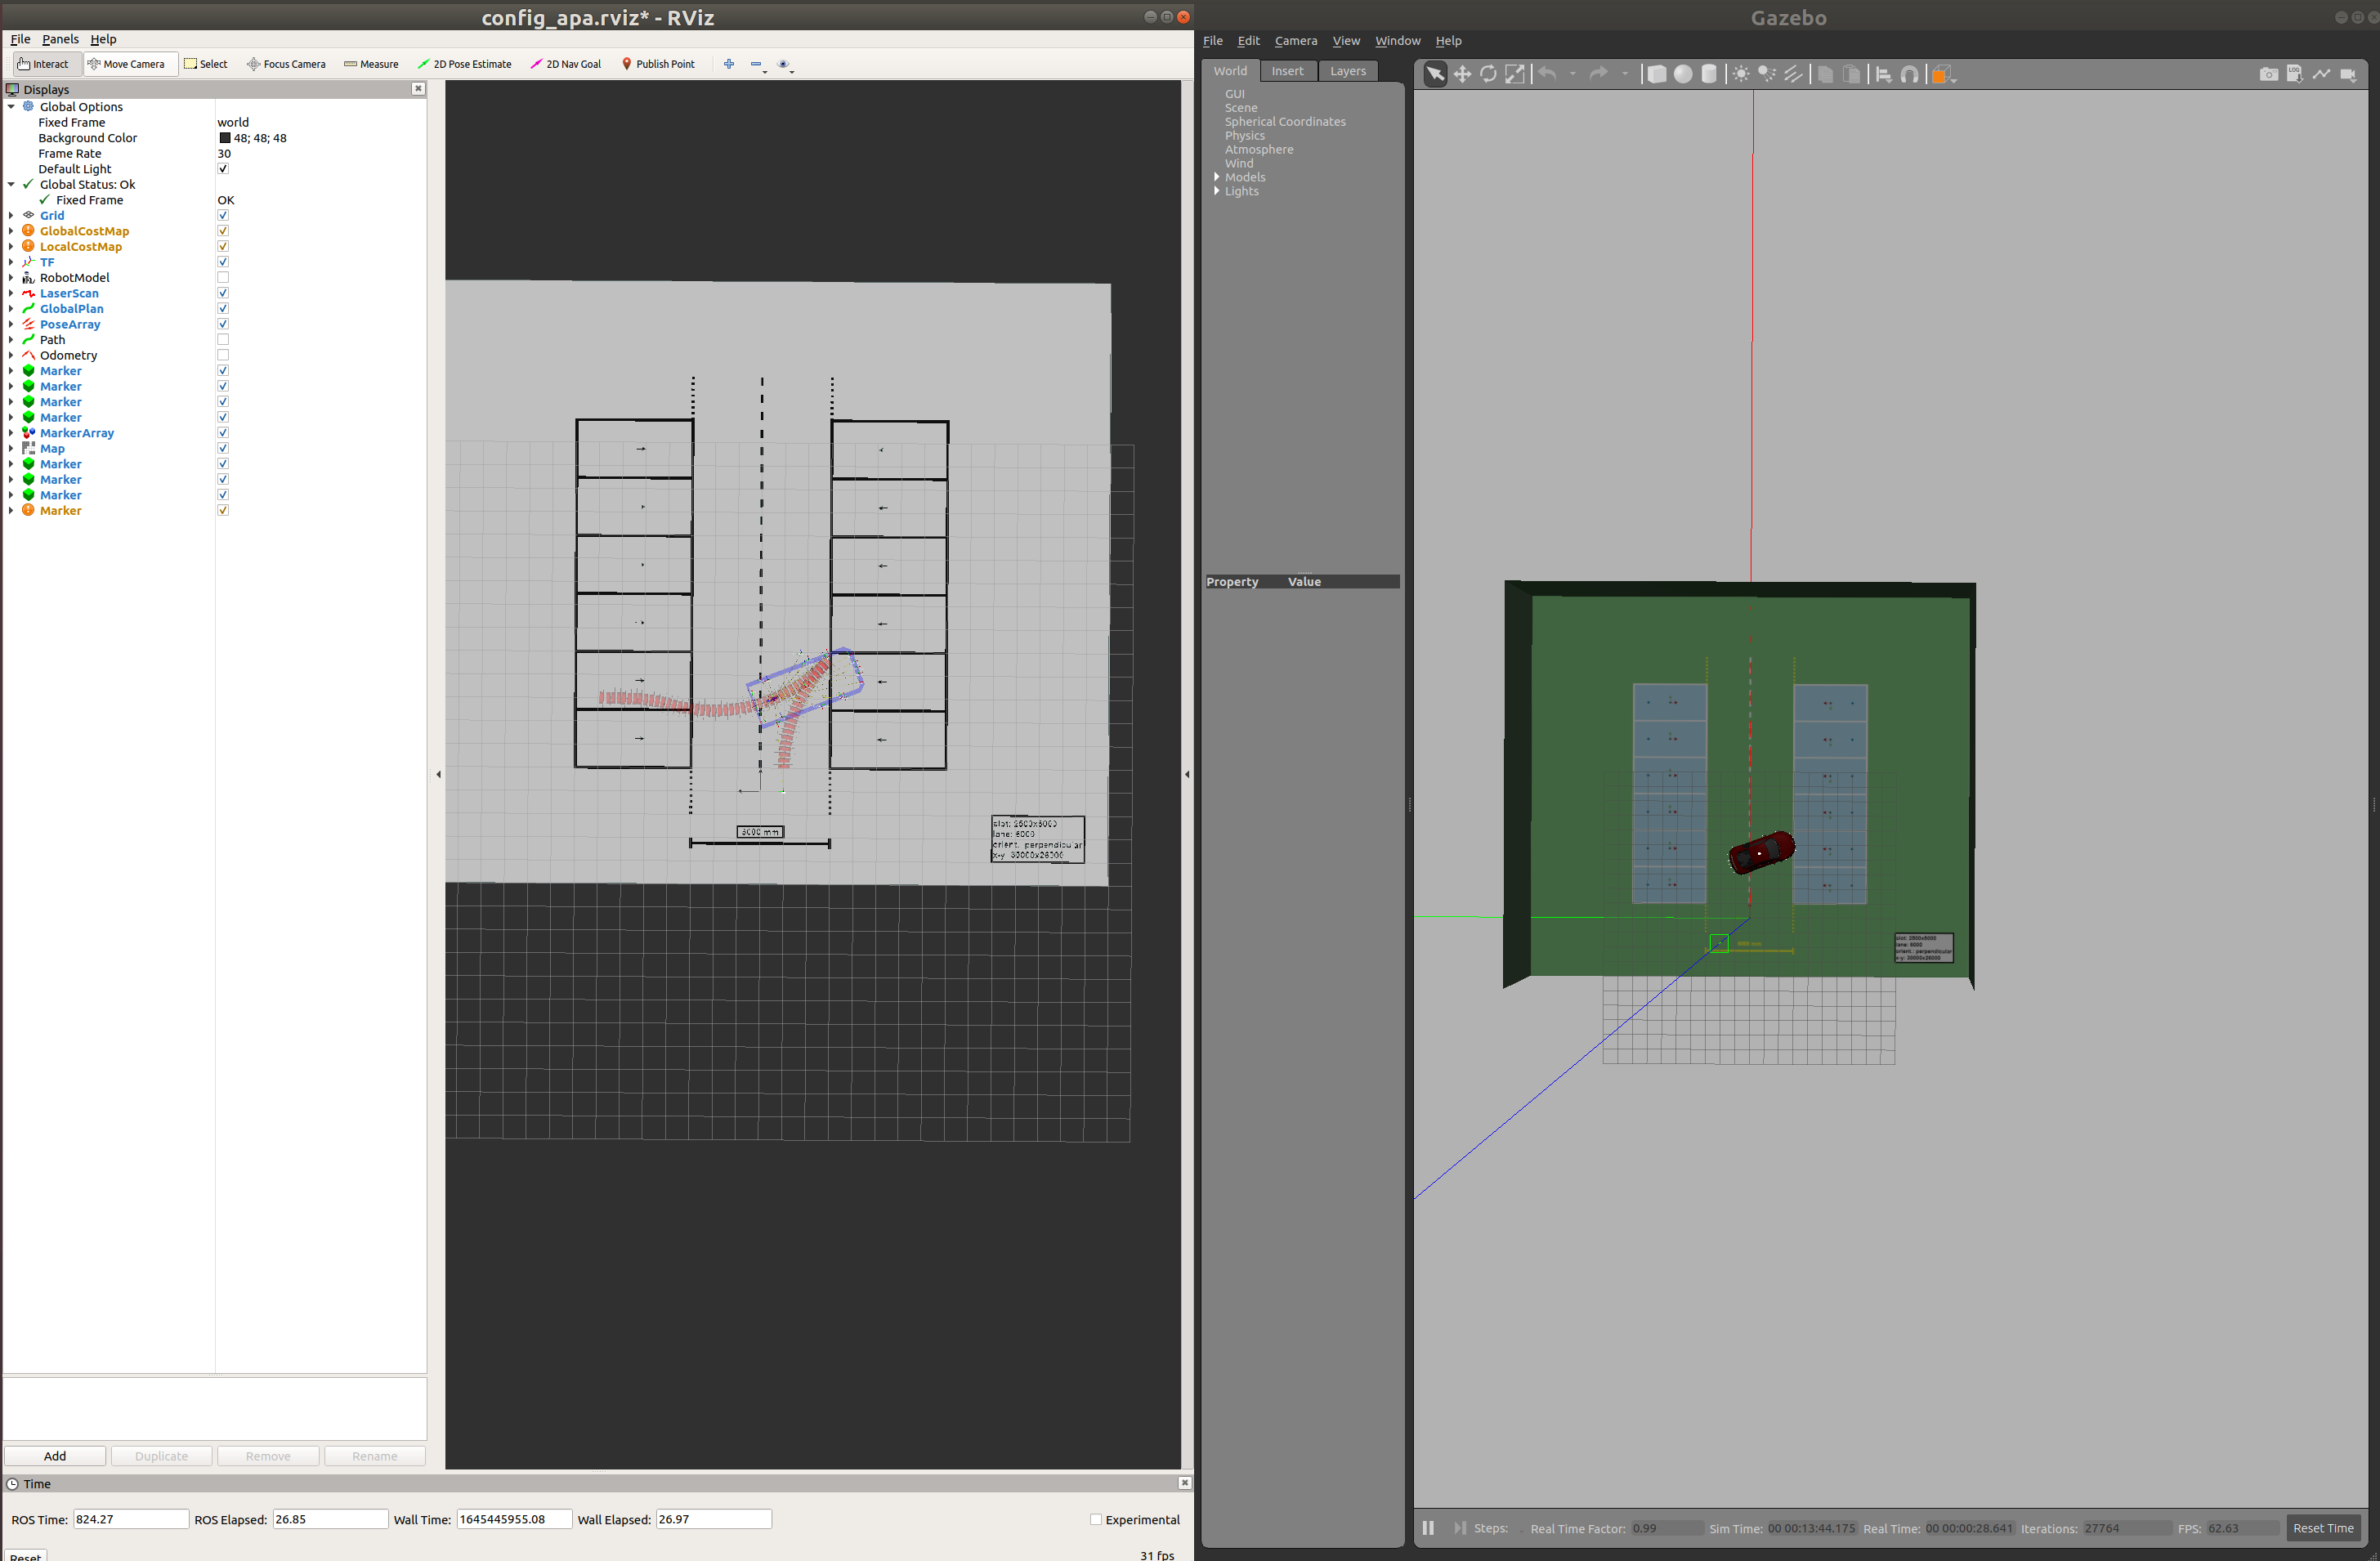 config_apa.rviz* - RViz
File Panels Help
Interact Move Camera Select Focus Camera Measure 2D Pose Estimate 2D Nav Goal Publish Point
Displays
Global Options
Fixed Frame world
Background Color 48; 48; 48
Frame Rate 30
Default Light
Global Status: Ok
Fixed Frame OK
Grid
GlobalCostMap
LocalCostMap
TF
RobotModel
LaserScan
GlobalPlan
PoseArray
Path
Odometry
Marker
Marker
Marker
Marker
MarkerArray
Map
Marker
Marker
Marker
Marker
slot: 2500x5000
lane: 6000
orient.: perpendicular
x-y: 30000x26000
Add Duplicate Remove Rename
Time
ROS Time: 824.27 ROS Elapsed: 26.85 Wall Time: 1645445955.08 Wall Elapsed: 26.97 Experimental
Reset 31 fps
Gazebo
File Edit Camera View Window Help
World Insert Layers
GUI
Scene
Spherical Coordinates
Physics
Atmosphere
Wind
Models
Lights
Property Value
lane: 6000
orient.: perpendicular
x-y: 30000x26000
Steps: Real Time Factor: 0.99 Sim Time: 00 00:13:44.175 Real Time: 00 00:00:28.641 Iterations: 27764 FPS: 62.63 Reset Time